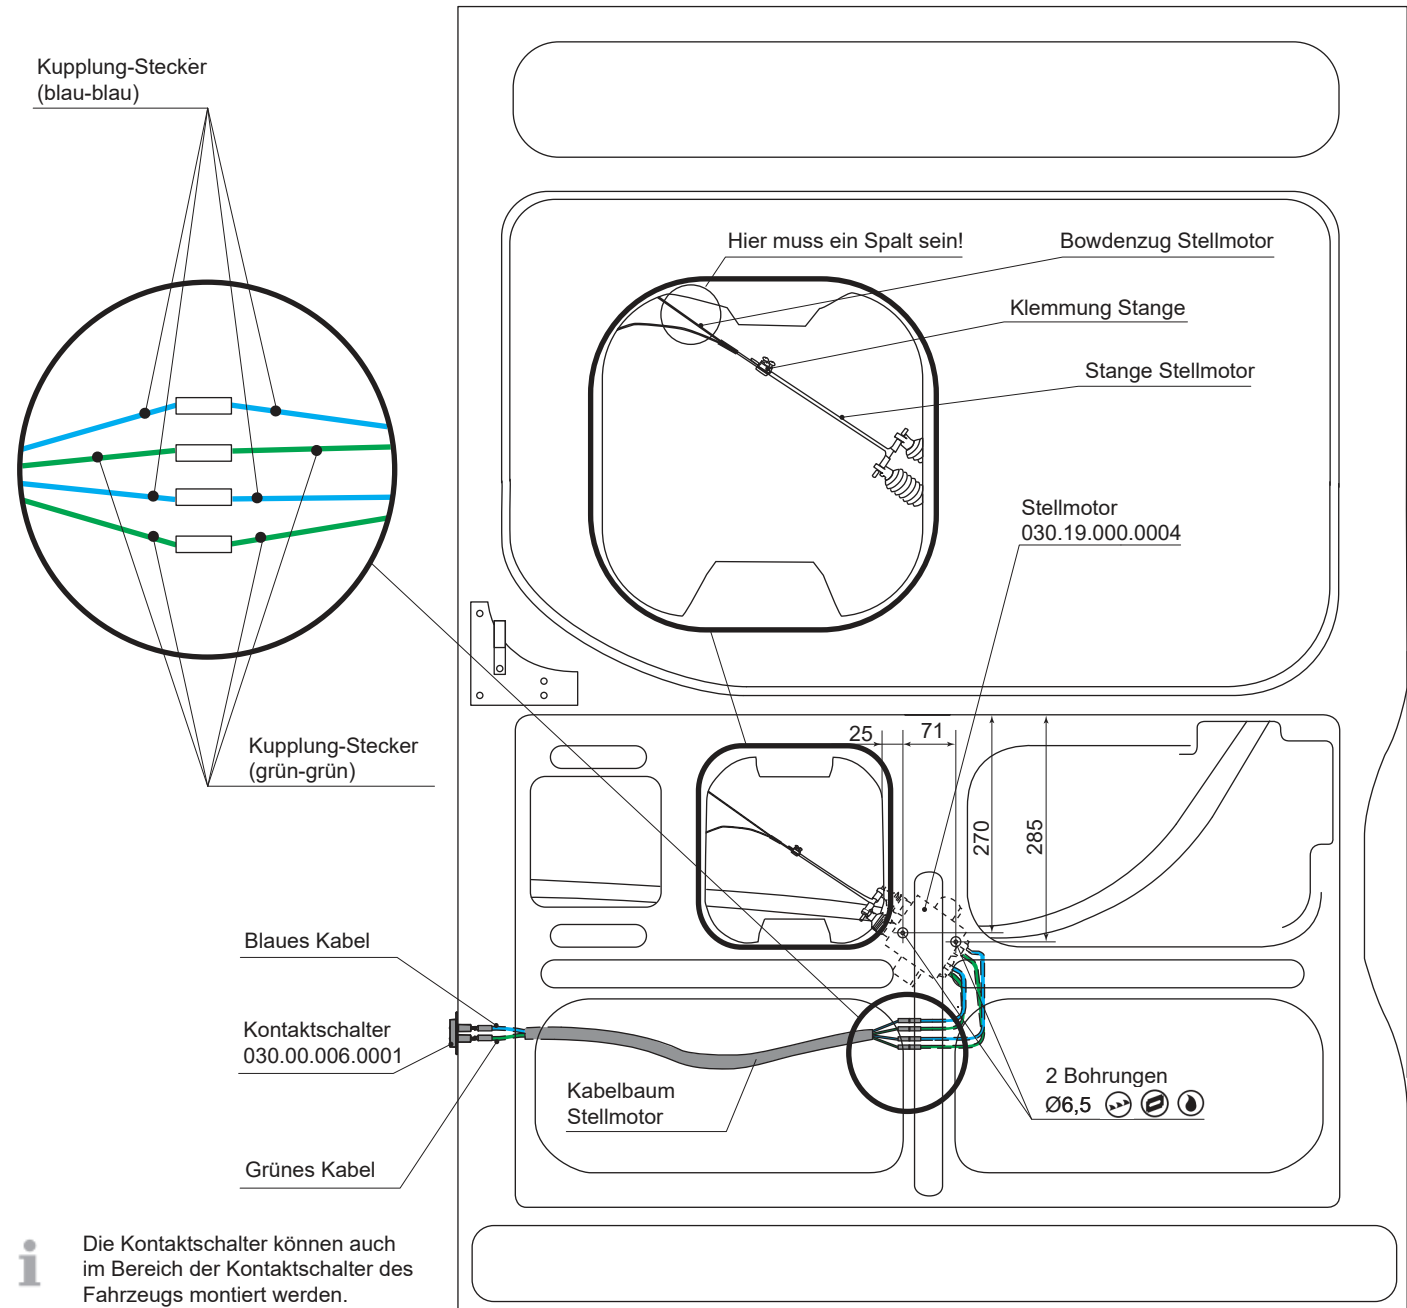 Kupplung-Stecker
(blau-blau)
Hier muss ein Spalt sein!
Bowdenzug Stellmotor
Klemmung Stange
Stange Stellmotor
Stellmotor
030.19.000.0004
Kupplung-Stecker
(grün-grün)
25
71
270
285
Blaues Kabel
Kontaktschalter
030.00.006.0001
Kabelbaum
Stellmotor
2 Bohrungen
Ø6,5
Grünes Kabel
Die Kontaktschalter können auch
im Bereich der Kontaktschalter des
Fahrzeugs montiert werden.